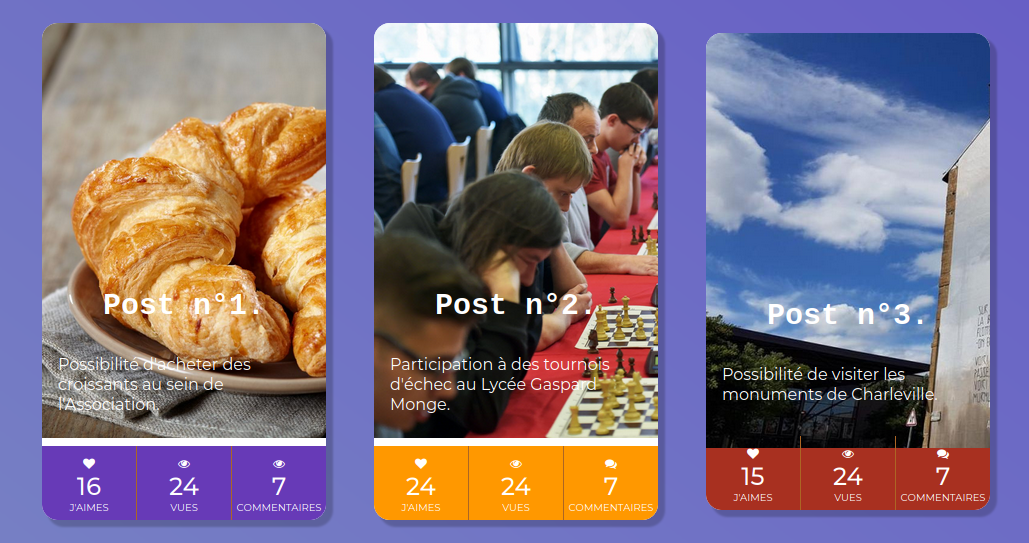 Post n°1.
Possibilité d'acheter des
croissants au sein de
l'Association.
16
J'AIMES
24
VUES
7
COMMENTAIRES
Post n°2.
Participation à des tournois
d'échec au Lycée Gaspard
Monge.
24
J'AIMES
24
VUES
7
COMMENTAIRES
Post n°3.
Possibilité de visiter les
monuments de Charleville.
15
J'AIMES
24
VUES
7
COMMENTAIRES